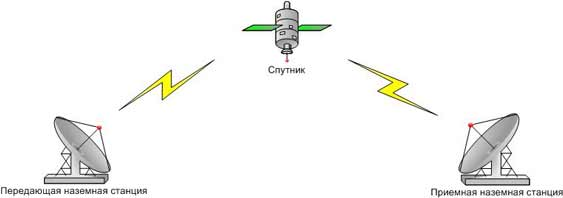 Спутник
Передающая наземная станция
Приемная наземная станция